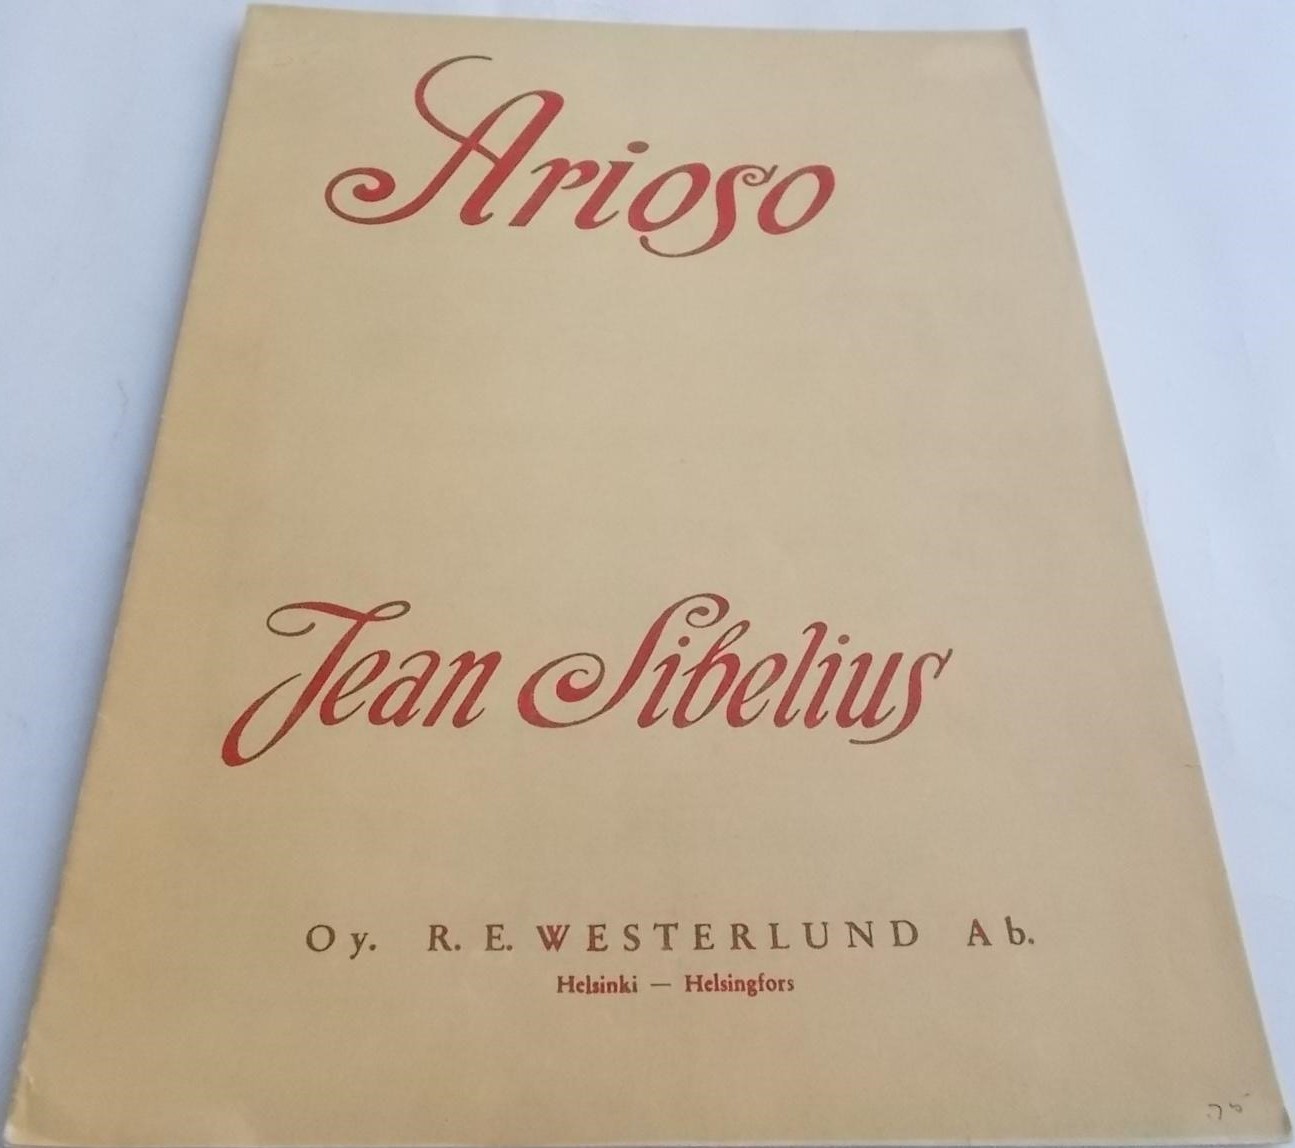 Arioso
Jean Sibelius
Oy. R. E. WESTERLUND Ab.
Helsinki — Helsingfors